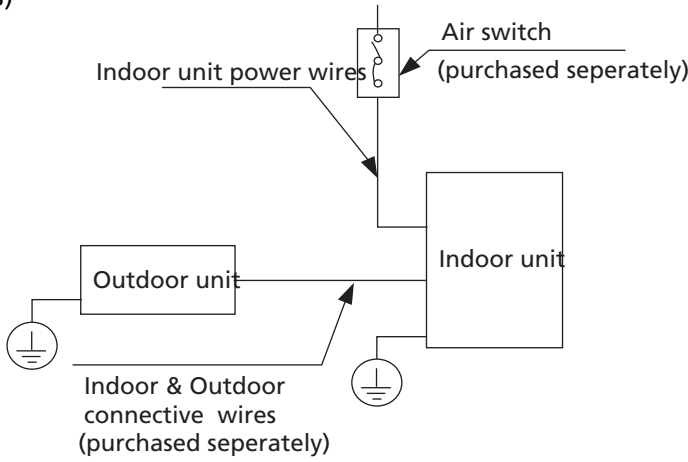 Air switch
(purchased seperately)
Indoor unit power wires
Indoor unit
Outdoor unit
Indoor & Outdoor
connective wires
(purchased seperately)